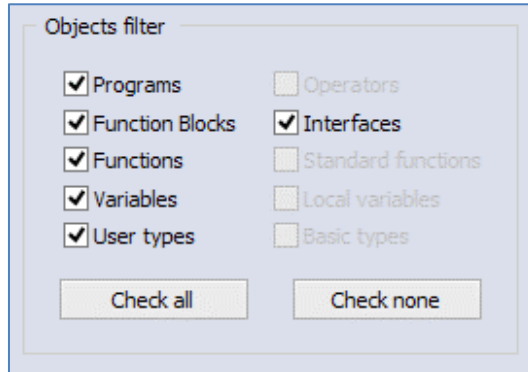 Objects filter
Programs
Operators
Function Blocks
Interfaces
Functions
Standard functions
Variables
Local variables
User types
Basic types
Check all
Check none